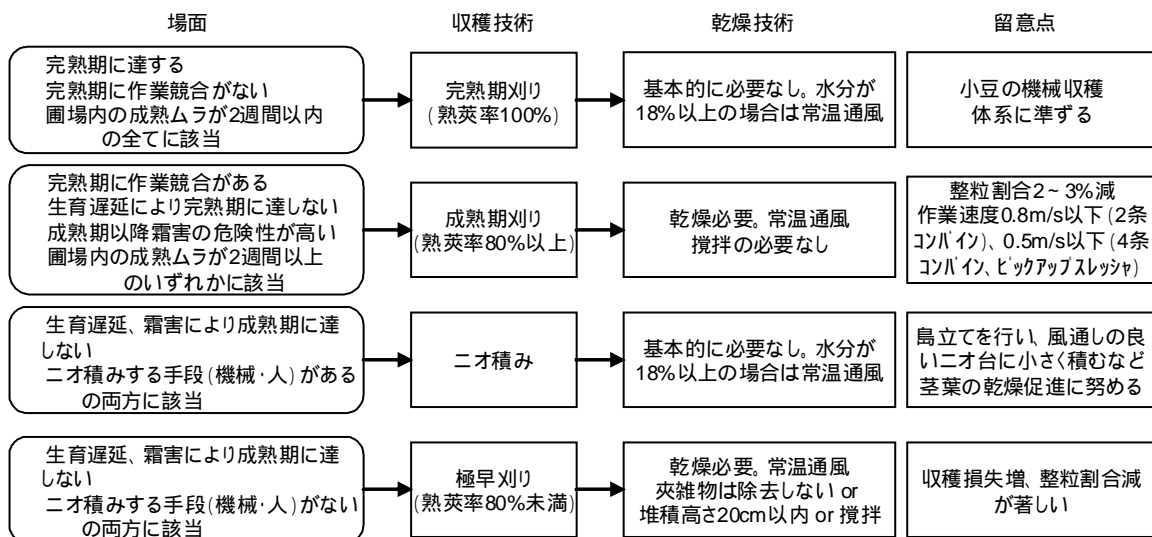 場面
収穫技術
乾燥技術
留意点
完熟期に達する
完熟期に作業競合がない
圃場内の成熟ムラが2週間以内
の全てに該当
完熟期刈り
(熟莢率100%)
基本的に必要なし。水分が
18%以上の場合は常温通風
小豆の機械収穫
体系に準ずる
完熟期に作業競合がある
生育遅延により完熟期に達しない
成熟期以降霜害の危険性が高い
圃場内の成熟ムラが2週間以上
のいずれかに該当
成熟期刈り
(熟莢率80%以上)
乾燥必要。常温通風
撹拌の必要なし
整粒割合2~3%減
作業速度0.8m/s以下(2条
コンバイン)、0.5m/s以下(4条
コンバイン、ピックアップスレッシャ)
生育遅延、霜害により成熟期に達
しない
ニオ積みする手段(機械・人)がある
の両方に該当
ニオ積み
基本的に必要なし。水分が
18%以上の場合は常温通風
島立てを行い、風通しの良
いニオ台に小さく積むなど
茎葉の乾燥促進に努める
生育遅延、霜害により成熟期に達
しない
ニオ積みする手段(機械・人)がない
の両方に該当
極早刈り
(熟莢率80%未満)
乾燥必要。常温通風
夾雑物は除去しない or
堆積高さ20cm以内 or 撹拌
収穫損失増、整粒割合減
が著しい